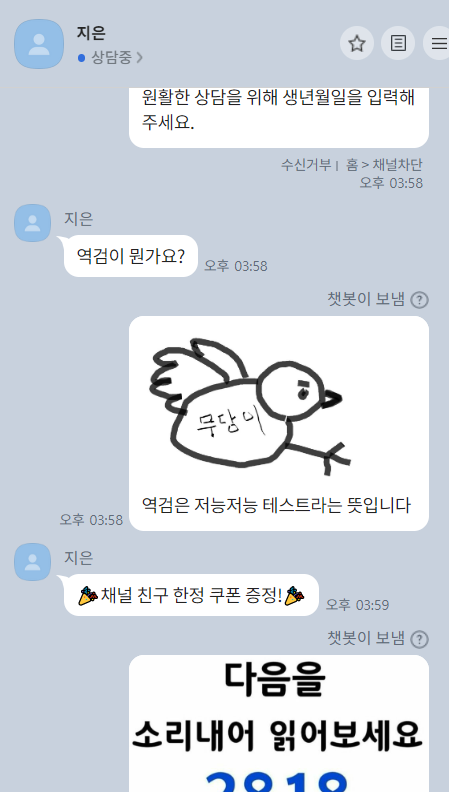 지은
상담중
원활한 상담을 위해 생년월일을 입력해
주세요.
수신거부 | 홈 > 채널차단
오후 03:58
지은
역검이 뭔가요?
오후 03:58
챗봇이 보냄 ?
무당이
역검은 저능저능 테스트라는 뜻입니다
오후 03:58
지은
🎉채널 친구 한정 쿠폰 증정!🎉
오후 03:59
챗봇이 보냄 ?
다음을
소리내어 읽어보세요
2818